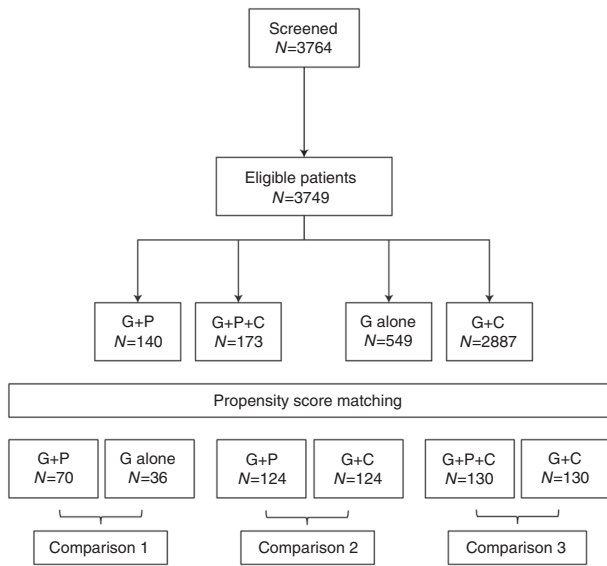 Screened
N=3764
Eligible patients
N=3749
G+P
N=140
G+P+C
N=173
G alone
N=549
G+C
N=2887
Propensity score matching
G+P
N=70
G alone
N=36
G+P
N=124
G+C
N=124
G+P+C
N=130
G+C
N=130
Comparison 1
Comparison 2
Comparison 3